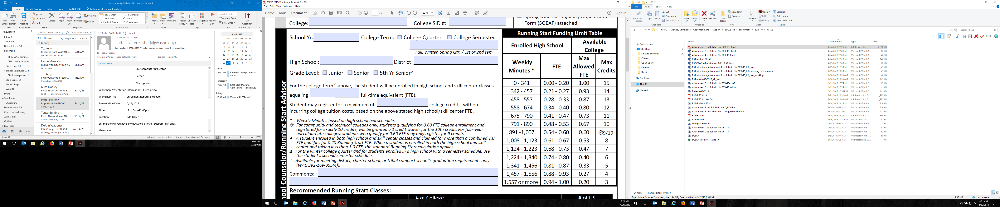 Inbox - becky.McLean@k12.wa.us - Outlook
File Home Send / Receive Folder View ADOBE PDF Tell me what you want to do...
New Email New Items New Meeting Ignore Clean Up Junk Delete Reply Reply All Forward Meeting More
Skills Center To Manager
Team Email Done
Reply & Delete Create New
Move Rules OneNote Assign Policy Unread/ Read Categorize Follow Up Search People Address Book Filter Email My Account
New TeamViewer Delete Respond Quick Steps Move Tags Find Adobe Send &...
Favorites
Inbox 1
Sent Items
Deleted Items 38
Personal 8
11-12 WAC comme...
CHS subsidy changes
SAFS Email 38
School Level Repor... 6
Districts responses 1
Skills Center 3
Tech College
WASBO
Drafts
Sent Items
Quarantine
Deleted Items 38
Conversation History
Junk E-mail [11]
Outbox
RSS Feeds
Items: 17
Search Current Mailbox (... Current Mailbox
All Unread By Categories A to Z
(none)
T.J. Kelly
RE: Important WASBO ... 7:40 AM
We can discuss this at
Laurie Shannon
RE: Do you have time t... 7:38 AM
On my way!
T.J. Kelly
FW: Workshop presen... 7:12 AM
If you have a WASBO
Mike Dooley
Fwd: Important WASB... Sat 4/28
To all – Following up Patti's
Patti Leverenz
Important WASBO Co... Sat 4/28
April 28, 2018
Tanya Bunting
Fwd: Please share- NA... Fri 4/27
Good Afternoon, I am
DeAnn Wagoner
FW: Change in FTE Cal... Wed 4/25
Hi Becky, I will log in as the
Reply Reply All Forward
Sat 4/28/2018 1:53 PM
Patti Leverenz <Patti@wasbo.org>
Important WASBO Conference Presenters Information
To Becky McLean
Retention Policy 7 year default (7 years) Expires 4/26/2025
Action Items
LCD computer projector
Screen
Microphone
Workshop Presentation Information – listed below
Workshop Title: Enrollment Reporting Update
Presentation Date: 5/11/2018
Time: 11:10am-12:00pm
Location: Mt. Baker
Let me know if you have any questions or other support I can offer.
Thank you,
All folders are up to date. Connected to: Microsoft Exchange 100%
April 2018
SU MO TU WE TH FR SA
25 26 27 28 29 30 31
1 2 3 4 5 6 7
8 9 10 11 12 13 14
15 16 17 18 19 20 21
22 23 24 25 26 27 28
29 30 1 2 3 4 5
Today
3:30 PM Centralia College Contract
Rm 301
Tomorrow
1:00 PM SAFS Staff Meeting
Conf - Third Floor Hallway
Friday
10:00 AM Zoom with ESD 101
8:21 AM
4/30/2018
RSEVF 2018-19 - Adobe Acrobat Pro DC
File Edit View Window Help
Home Tools Document 1 / 2 201% Sign In
Spring Quarter Eligibility Adjustment
College: College SID #: Form (SQEAF) attached
School Counselor/Running Start Advisor
School Yr: College Term: College Quarter College Semester
Fall, Winter, Spring Qtr. / 1st or 2nd sem.
High School: District:
Grade Level: Junior Senior 5th Yr Senior○
For the college term Δ above, the student will be enrolled in high school and skill center classes
equaling full-time equivalent (FTE).
Student may register for a maximum of college credits, without
incurring college tuition costs, based on the above stated high school/skill center FTE.
* Weekly Minutes based on high school bell schedule.
⊗ For community and technical colleges only, students qualifying for 0.60 FTE college enrollment and
registered for exactly 10 credits, will be granted a 1 credit waiver for the 10th credit. For four-year
baccalaureate colleges, students who qualify for 0.60 FTE may only register for 9 credits.
● A student enrolled in both high school and skill center classes and claimed for more than a combined 1.0
FTE qualifies for 0.20 Running Start FTE. When a student is enrolled in both the high school and skill
center and taking less than 1.0 FTE, the standard Running Start calculation applies.
Δ For the winter college quarter and for students enrolled in a high school with a semester schedule, use
the student's second semester schedule.
○ Available for meeting district, charter school, or tribal compact school's graduation requirements only
(WAC 392-169-055(4)).
Comments:
Recommended Running Start Classes:
# of College # of HS
Running Start Funding Limit Table
Enrolled High School Available College
Weekly Minutes * FTE Max Allowed FTE Max Credits
0 - 341 0.00 - 0.20 1.00 15
342 - 457 0.21 - 0.27 0.93 14
458 - 557 0.28 - 0.33 0.87 13
558 - 674 0.34 - 0.40 0.80 12
675 - 790 0.41 - 0.47 0.73 11
791 - 890 0.48 - 0.53 0.67 10
891 -1,007 0.54 - 0.60 0.60 ⊗9/10
1,008 - 1,123 0.61 - 0.67 0.53 8
1,124 - 1,223 0.68 - 0.73 0.47 7
1,224 - 1,340 0.74 - 0.80 0.40 6
1,341 - 1,456 0.81 - 0.87 0.33 5
1,457 - 1,556 0.88 - 0.93 0.27 4
1,557 or more 0.94 - 1.00 0.20 3
8:21 AM
4/30/2018
RS 1.2
File Home Share View
Pin to Quick access Copy Paste Cut Copy path Paste shortcut Move to Copy to Delete Rename New folder New item Easy access Properties Open Edit History Select all Select none Invert selection
Clipboard Organize New Open Select
This PC > Agency Drive (S:) > Apportionment > Apport > BULLETIN > Enrollment > 2018-19 > RS 1.2 Search RS 1.2
Quick access
Desktop
Links to Shortcuts
Choice
Open Doors
Reports
RS 1.2
OneDrive
This PC
Network
Name Date modified Type Size
Attachment B to Bulletin No. 0XX-18 - final 4/24/2018 2:59 PM Adobe Acrobat D... 2,016 KB
Attachment C to Bulletin No. 0XX-18 - final 4/24/2018 2:58 PM Microsoft Word D... 62 KB
Attachment A to Bulletin No. 0XX-18_final 4/24/2018 2:56 PM Microsoft Word D... 42 KB
RS Bulletin - FINAL 4/24/2018 2:52 PM Microsoft Word D... 142 KB
RS SQEAF to Bulletin No. 0XX-18_KR_bem 4/23/2018 1:16 PM Microsoft Word D... 62 KB
RS Instructions_Attachment A to Bulletin No. 0XX-18_KR_bem 4/23/2018 1:13 PM Microsoft Word D... 45 KB
RS Instructions_Attachment A to Bulletin No. 0XX-18_KR - working on tomorrow 4/17/2018 2:23 PM Microsoft Word D... 45 KB
RS Instructions_Attachment A to Bulletin No. 0XX-18_KR_bem_working 4/16/2018 10:28 AM Microsoft Word D... 46 KB
RS Bulletin #0XX-18_KR_bem 4/16/2018 10:20 AM Microsoft Word D... 145 KB
Attachment C to Bulletin No. 0XX-18- draft 4/11/2018 1:37 PM Microsoft Word D... 62 KB
Attachment A to Bulletin No. 0XX-18 - draft 4/11/2018 1:33 PM Microsoft Word D... 41 KB
Bulletin #0XX-18 4/11/2018 12:56 PM Microsoft Word D... 141 KB
RSEVF 2018-19 3/21/2018 10:24 AM Adobe Acrobat D... 1,982 KB
RSEVF 2018-19 (ADA) 3/16/2018 10:05 AM Adobe Acrobat D... 1,982 KB
RSEVF March 2018 3/14/2018 2:41 PM Microsoft Word 9... 216 KB
Attachment B to RS Bulletin No. 0_KR edits 3/7/2018 9:39 AM Microsoft Word 9... 216 KB
Attachment B to Bulletin No. 0 - suggested changes 3/5/2018 4:21 PM Microsoft Word 9... 215 KB
RSEVF Draft 2/20/2018 4:45 PM Adobe Acrobat D... 884 KB
rs form table 2/16/2018 11:57 PM Microsoft Excel 97... 91 KB
Synopsis B067-17 9/6/2017 6:33 AM Microsoft Word 9... 25 KB
Attachment A to Bulletin No. 067-17 9/6/2017 4:22 AM Microsoft Word D... 41 KB
Attachment C to Bulletin No. 067-17 8/1/2017 2:41 AM Microsoft Word D... 62 KB
SQEAF 8/8/2015 3:44 AM Microsoft Word D... 65 KB
SQEAF calculator - 2015-16 8/1/2015 3:25 AM Microsoft Excel W... 11 KB
24 items 1 item selected 1.96 MB
Type: Adobe Acrobat Document, Size: 1.96 MB, Date modified: 4/24/2018 2:59 PM 1.96 MB Local intranet
8:21 AM
4/30/2018